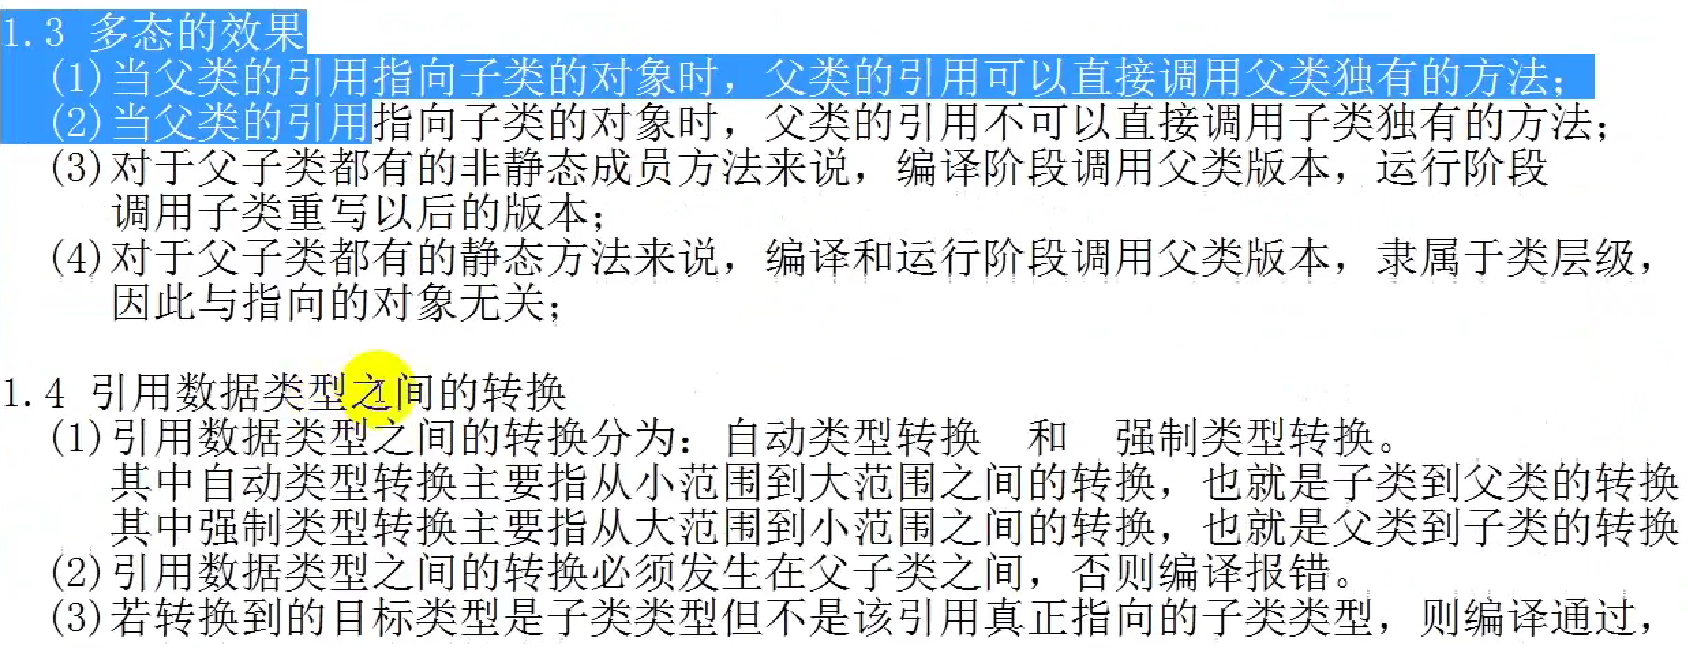 1.3 多态的效果
(1)当父类的引用指向子类的对象时，父类的引用可以直接调用父类独有的方法；
(2)当父类的引用指向子类的对象时，父类的引用不可以直接调用子类独有的方法；
(3)对于父子类都有的非静态成员方法来说，编译阶段调用父类版本，运行阶段
调用子类重写以后的版本；
(4)对于父子类都有的静态方法来说，编译和运行阶段调用父类版本，隶属于类层级，
因此与指向的对象无关；
1.4 引用数据类型之间的转换
(1)引用数据类型之间的转换分为：自动类型转换 和 强制类型转换。
其中自动类型转换主要指从小范围到大范围之间的转换，也就是子类到父类的转换
其中强制类型转换主要指从大范围到小范围之间的转换，也就是父类到子类的转换
(2)引用数据类型之间的转换必须发生在父子类之间，否则编译报错。
(3)若转换到的目标类型是子类类型但不是该引用真正指向的子类类型，则编译通过，